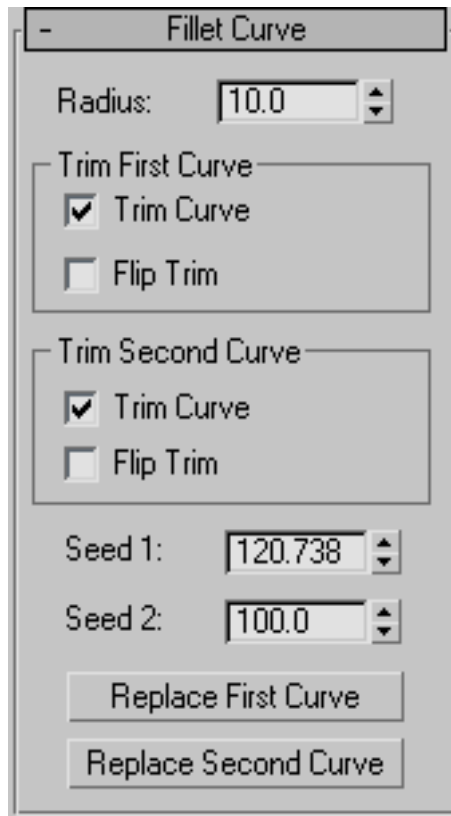 - Fillet Curve
Radius: 10.0
Trim First Curve
Trim Curve
Flip Trim
Trim Second Curve
Trim Curve
Flip Trim
Seed 1: 120.738
Seed 2: 100.0
Replace First Curve
Replace Second Curve